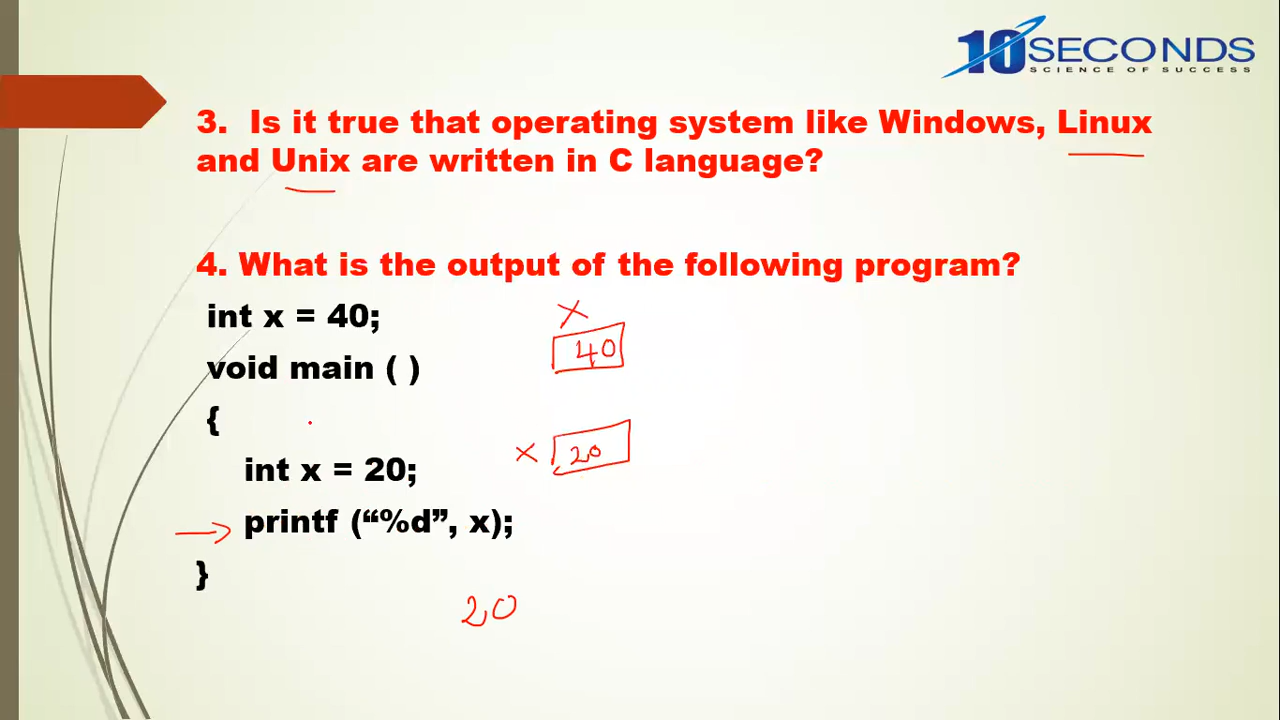 10SECONDS
SCIENCE OF SUCCESS
3. Is it true that operating system like Windows, Linux
and Unix are written in C language?
4. What is the output of the following program?
int x = 40;
x
40
void main ( )
{
x 20
int x = 20;
printf (“%d”, x);
}
20